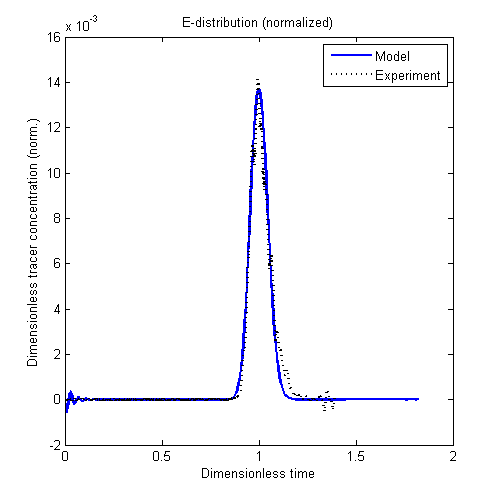 E-distribution (normalized)
x 10⁻³
16
14
12
10
8
6
4
2
0
-2
0
0.5
1
1.5
2
Dimensionless tracer concentration (norm.)
Dimensionless time
Model
Experiment